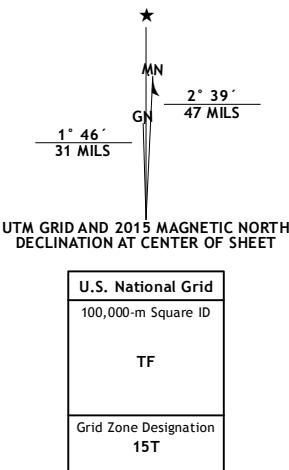 ★
MN
GN
2° 39´
47 MILS
1° 46´
31 MILS
UTM GRID AND 2015 MAGNETIC NORTH
DECLINATION AT CENTER OF SHEET
U.S. National Grid
100,000-m Square ID
TF
Grid Zone Designation
15T